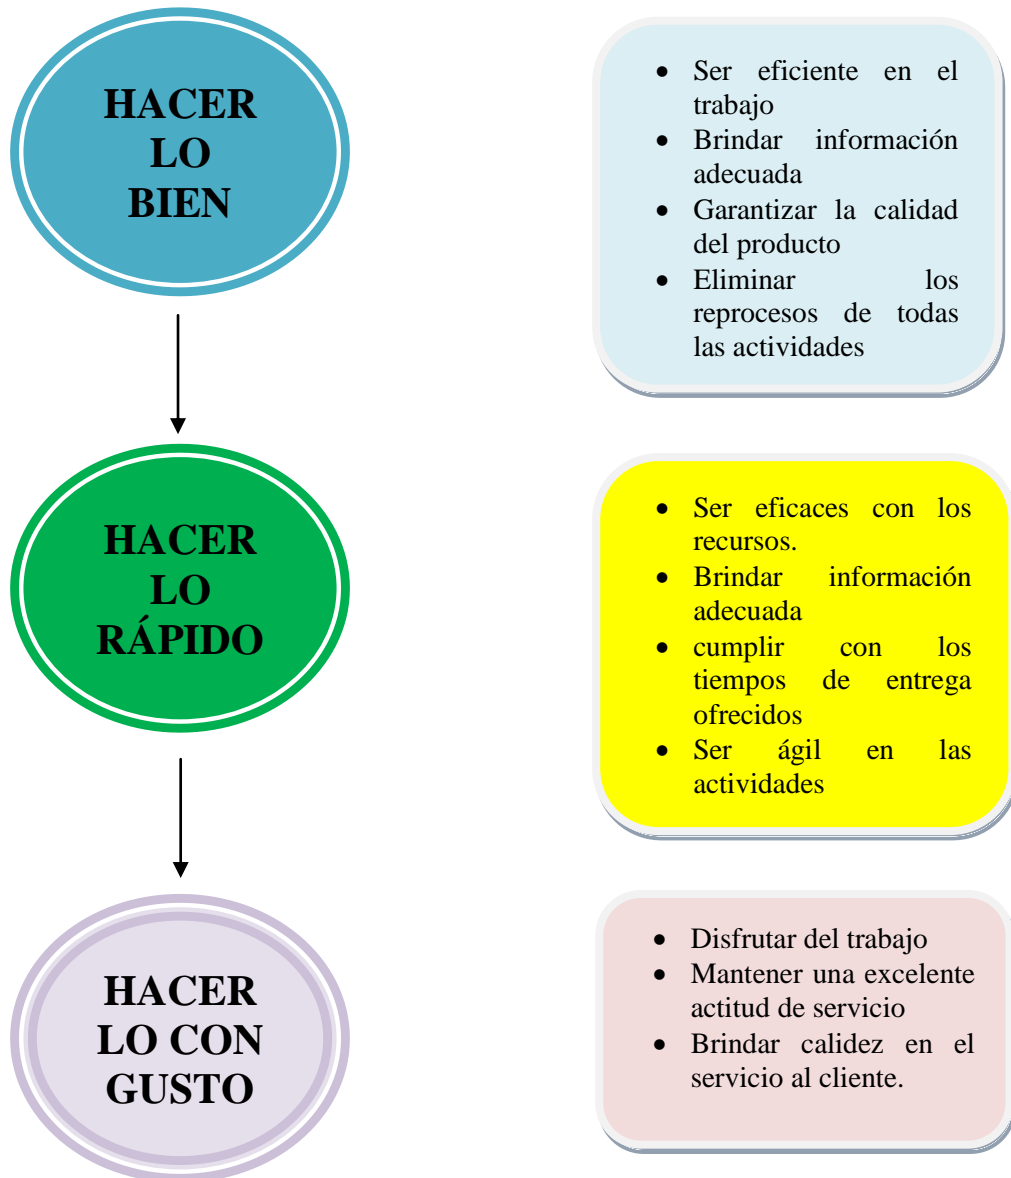 HACER
LO
BIEN
• Ser eficiente en el
trabajo
• Brindar información
adecuada
• Garantizar la calidad
del producto
• Eliminar los
reprocesos de todas
las actividades
HACER
LO
RÁPIDO
• Ser eficaces con los
recursos.
• Brindar información
adecuada
• cumplir con los
tiempos de entrega
ofrecidos
• Ser ágil en las
actividades
HACER
LO CON
GUSTO
• Disfrutar del trabajo
• Mantener una excelente
actitud de servicio
• Brindar calidez en el
servicio al cliente.